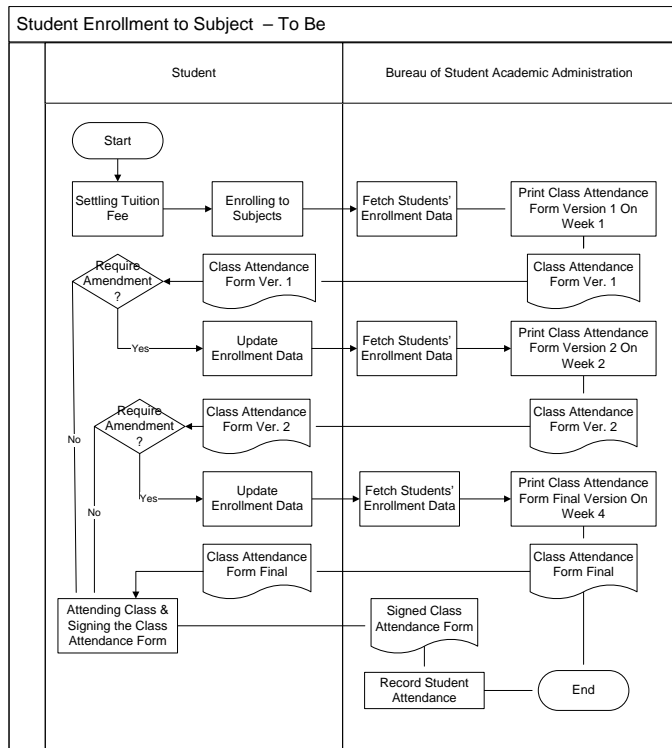 Student Enrollment to Subject – To Be
Student
Bureau of Student Academic Administration
Start
Settling Tuition
Fee
Enrolling to
Subjects
Fetch Students'
Enrollment Data
Print Class Attendance
Form Version 1 On
Week 1
Require
Amendment
?
Class Attendance
Form Ver. 1
Class Attendance
Form Ver. 1
Yes
Update
Enrollment Data
Fetch Students'
Enrollment Data
Print Class Attendance
Form Version 2 On
Week 2
Require
Amendment
?
Class Attendance
Form Ver. 2
Class Attendance
Form Ver. 2
No
Yes
No
Update
Enrollment Data
Fetch Students'
Enrollment Data
Print Class Attendance
Form Final Version On
Week 4
Class Attendance
Form Final
Class Attendance
Form Final
Attending Class &
Signing the Class
Attendance Form
Signed Class
Attendance Form
Record Student
Attendance
End